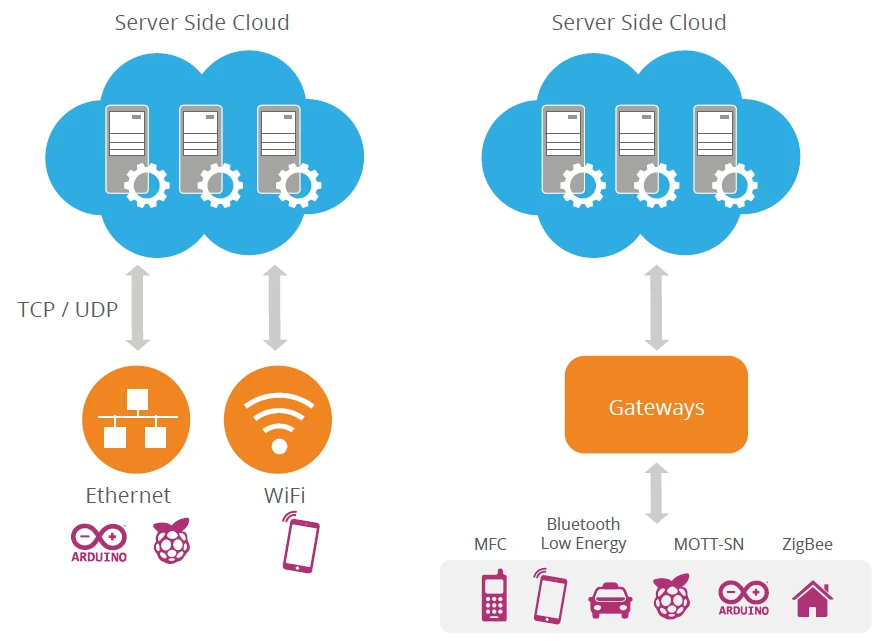 Server Side Cloud
TCP / UDP
Ethernet
WiFi
ARDUINO
Server Side Cloud
Gateways
MFC
Bluetooth
Low Energy
MOTT-SN
ZigBee
ARDUINO